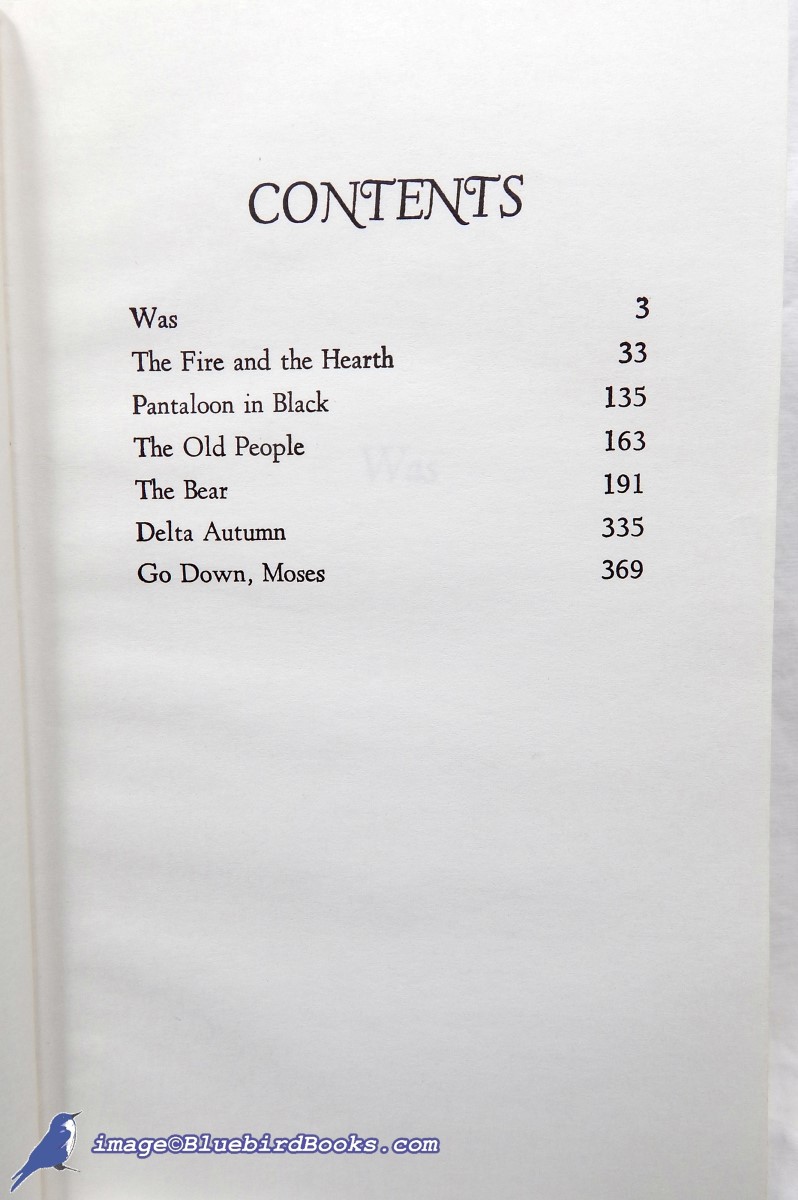 CONTENTS
Was 3
The Fire and the Hearth 33
Pantaloon in Black 135
The Old People 163
Was
The Bear 191
Delta Autumn 335
Go Down, Moses 369
image©BluebirdBooks.com